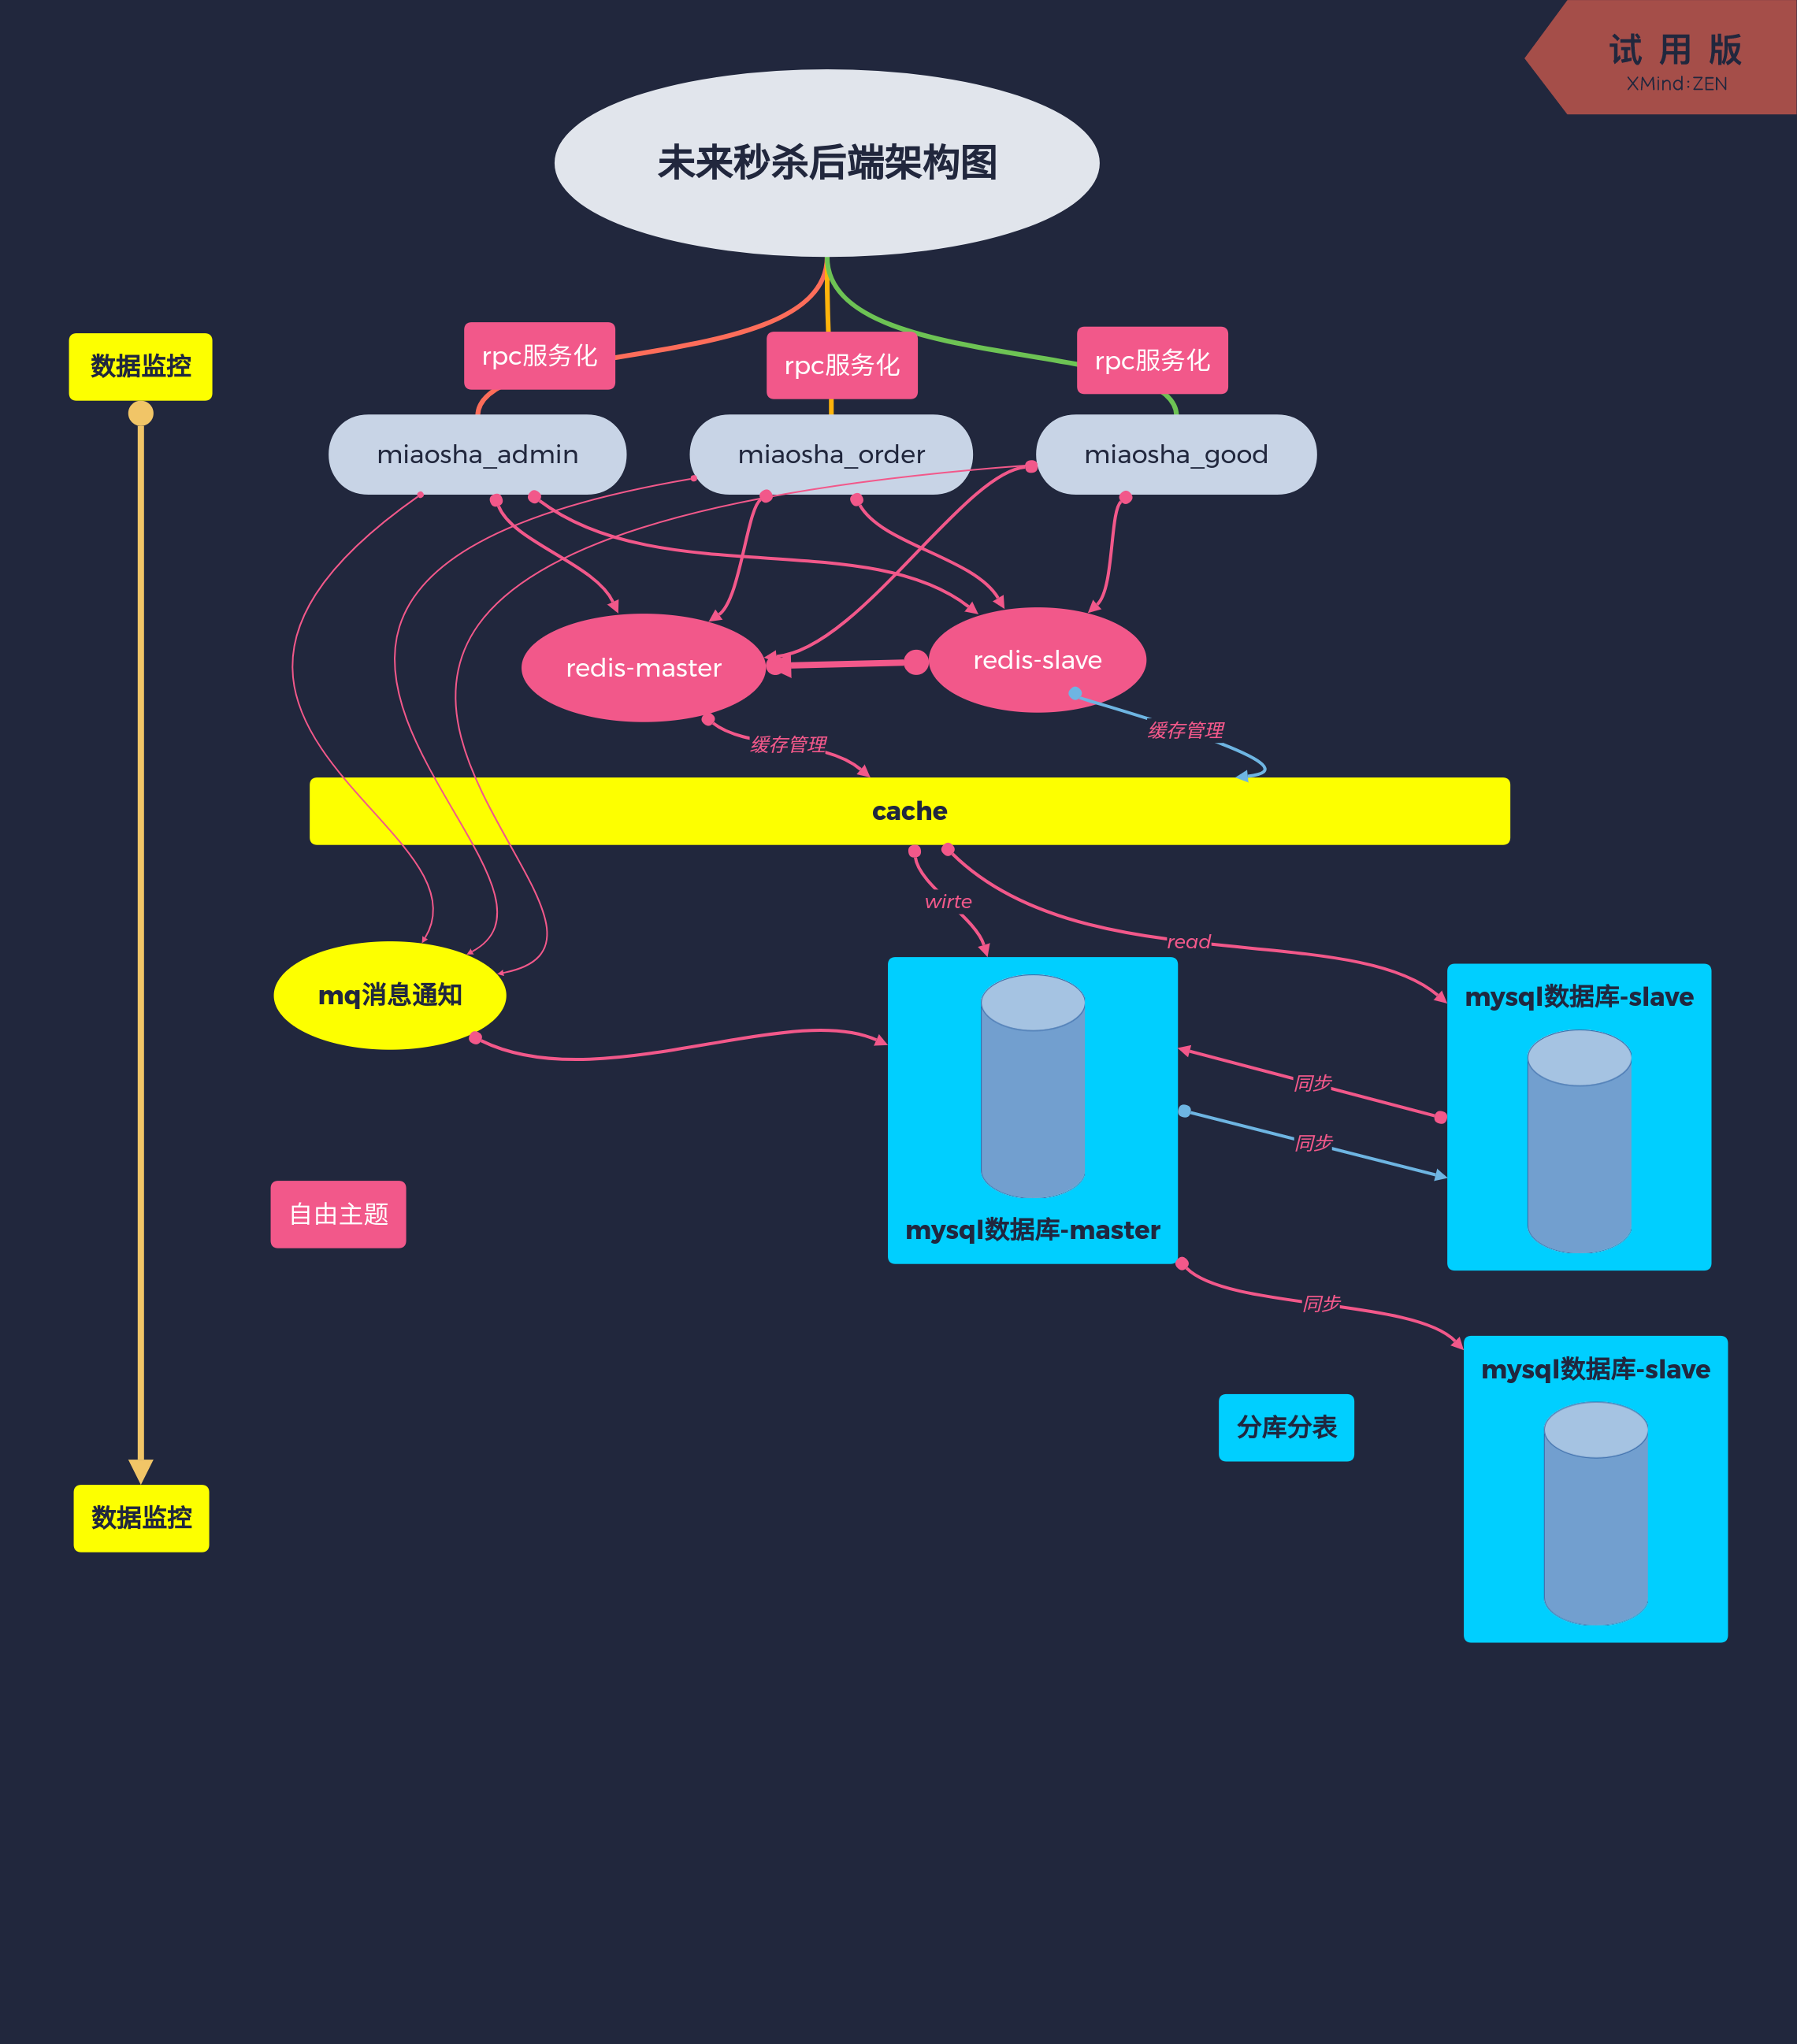 试用版
XMind:ZEN
未来秒杀后端架构图
数据监控
rpc服务化
rpc服务化
rpc服务化
miaosha_admin
miaosha_order
miaosha_good
redis-master
redis-slave
缓存管理
缓存管理
cache
wirte
read
mq消息通知
mysql数据库-slave
同步
同步
自由主题
mysql数据库-master
同步
mysql数据库-slave
分库分表
数据监控